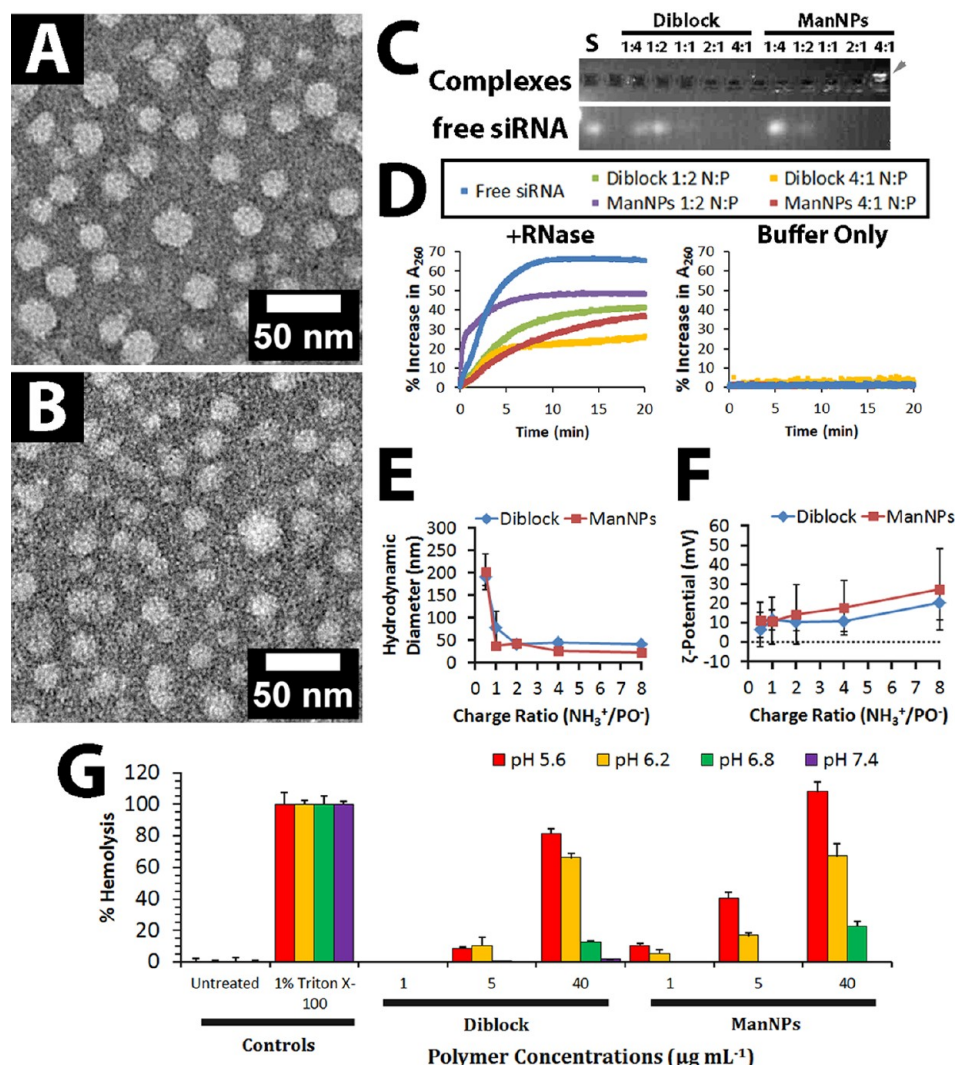 A
50 nm
B
50 nm
C
Diblock ManNPs
S 1:4 1:2 1:1 2:1 4:1 1:4 1:2 1:1 2:1 4:1
Complexes
free siRNA
D
Free siRNA
Diblock 1:2 N:P
Diblock 4:1 N:P
ManNPs 1:2 N:P
ManNPs 4:1 N:P
+RNase
% Increase in A260
70
60
50
40
30
20
10
0
0 5 10 15 20
Time (min)
Buffer Only
% Increase in A260
70
60
50
40
30
20
10
0
0 5 10 15 20
Time (min)
E
Diblock ManNPs
Hydrodynamic
Diameter (nm)
300
250
200
150
100
50
0
0 1 2 3 4 5 6 7 8
Charge Ratio (NH₃⁺/PO⁻)
F
Diblock ManNPs
ζ-Potential (mV)
60
50
40
30
20
10
0
-10
0 1 2 3 4 5 6 7 8
Charge Ratio (NH₃⁺/PO⁻)
G
pH 5.6 pH 6.2 pH 6.8 pH 7.4
% Hemolysis
120
100
80
60
40
20
0
Untreated 1% Triton X-
100
1 5 40 1 5 40
Controls
Diblock ManNPs
Polymer Concentrations (µg mL⁻¹)